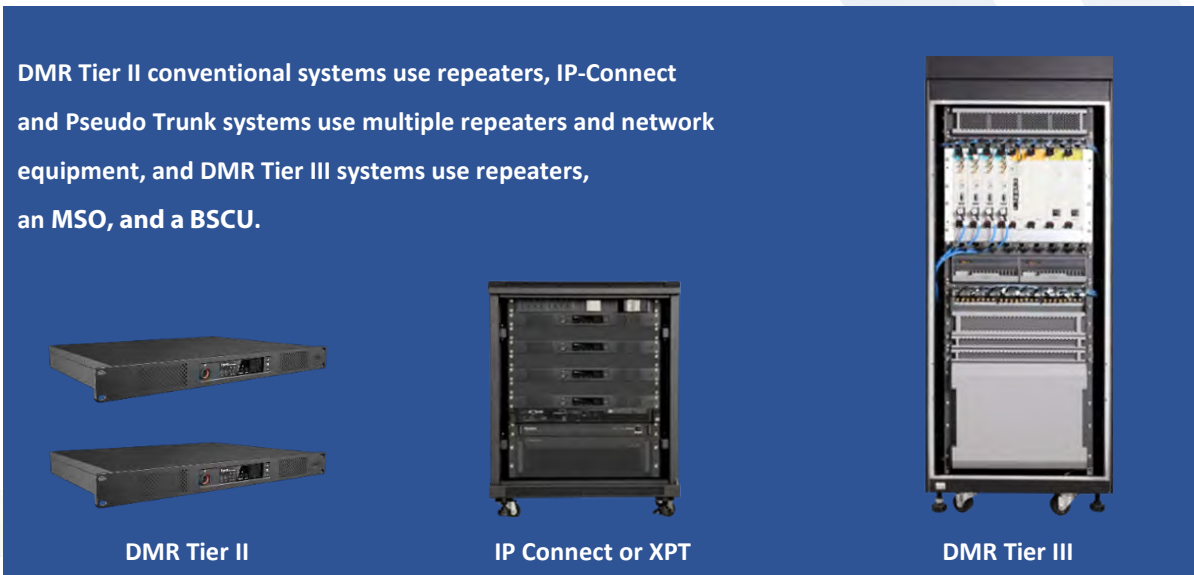 DMR Tier II conventional systems use repeaters, IP-Connect
and Pseudo Trunk systems use multiple repeaters and network
equipment, and DMR Tier III systems use repeaters,
an MSO, and a BSCU.
DMR Tier II
IP Connect or XPT
DMR Tier III